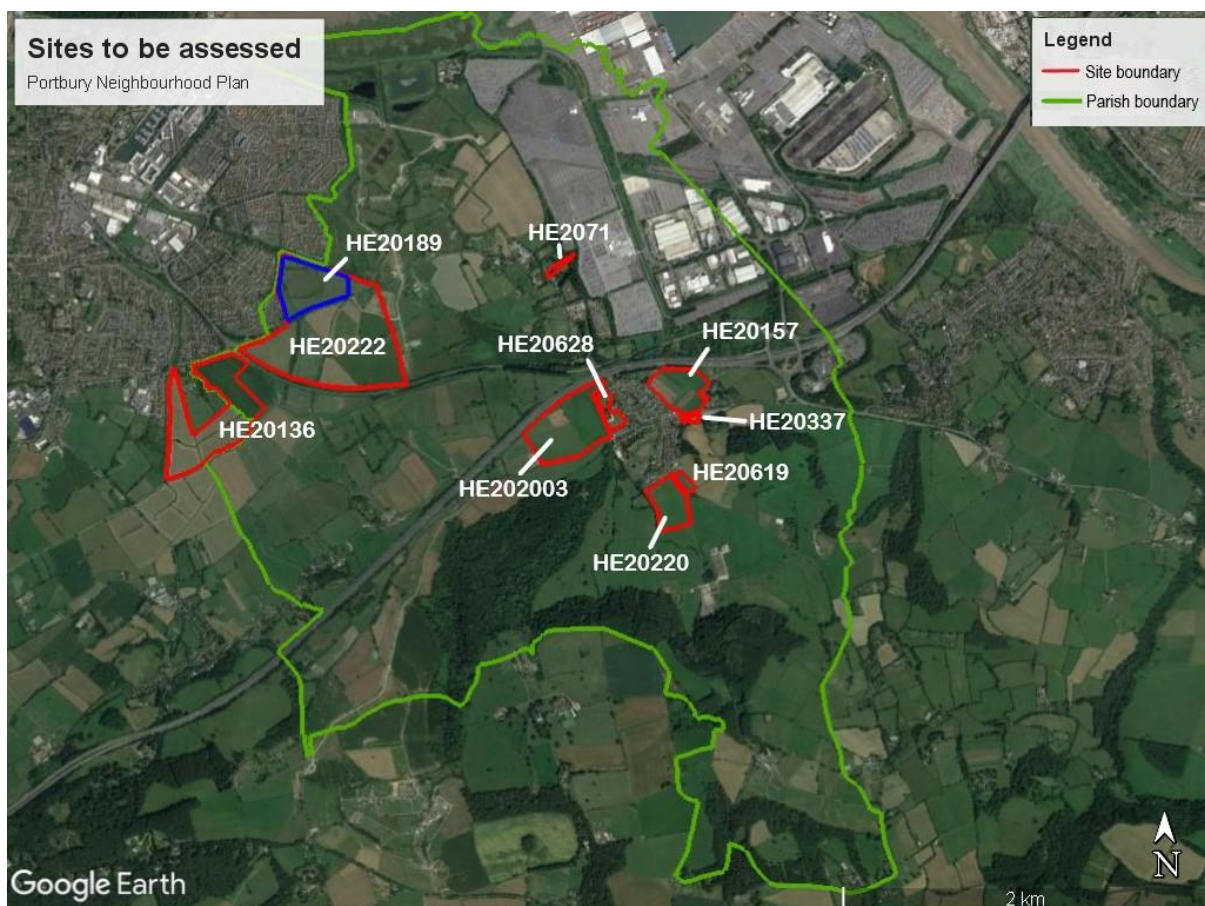 Sites to be assessed
Portbury Neighbourhood Plan
Legend
Site boundary
Parish boundary
HE2071
HE20189
HE20157
HE20628
HE20222
HE20337
HE20136
HE20619
HE202003
HE20220
Google Earth
N
2 km